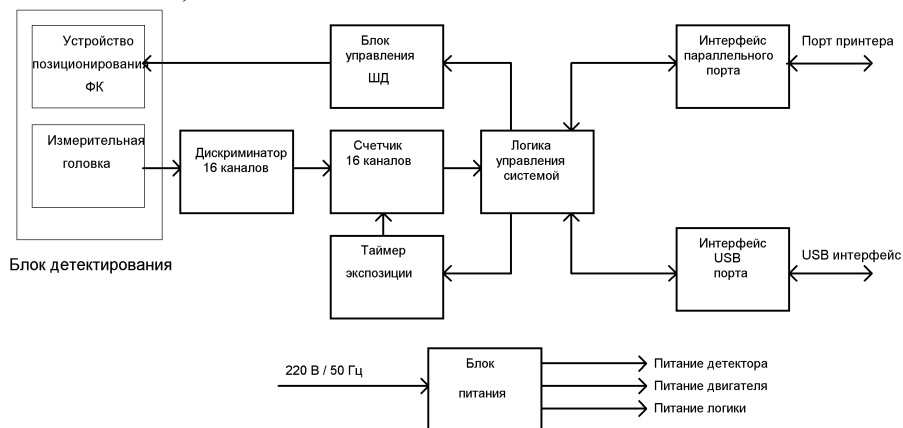 Устройство
позиционирования
ФК
Блок
управления
ШД
Интерфейс
параллельного
порта
Порт принтера
Измерительная
головка
Дискриминатор
16 каналов
Счетчик
16 каналов
Логика
управления
системой
Блок детектирования
Таймер
экспозиции
Интерфейс
USB
порта
USB интерфейс
220 В / 50 Гц
Блок
питания
Питание детектора
Питание двигателя
Питание логики